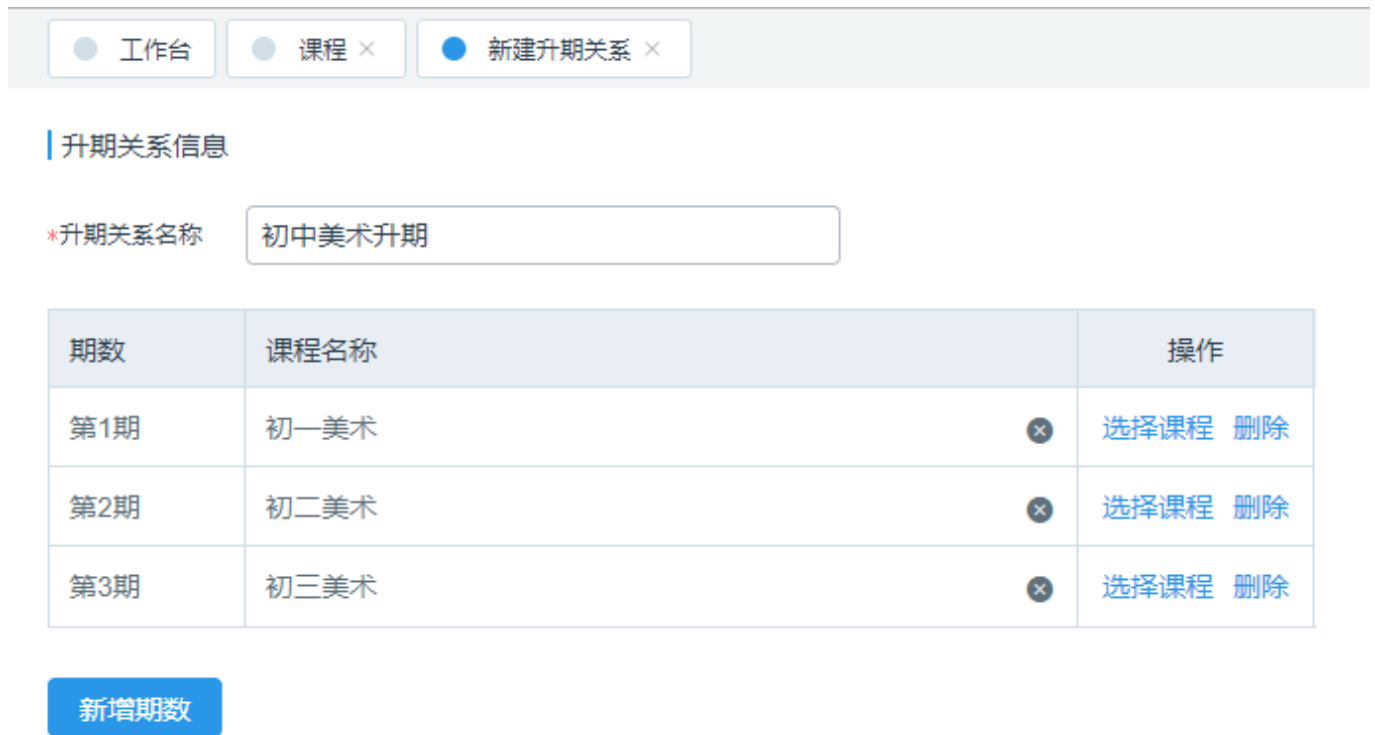 工作台 课程 新建升期关系
升期关系信息
*升期关系名称 初中美术升期
期数 课程名称 操作
第1期 初一美术 选择课程 删除
第2期 初二美术 选择课程 删除
第3期 初三美术 选择课程 删除
新增期数